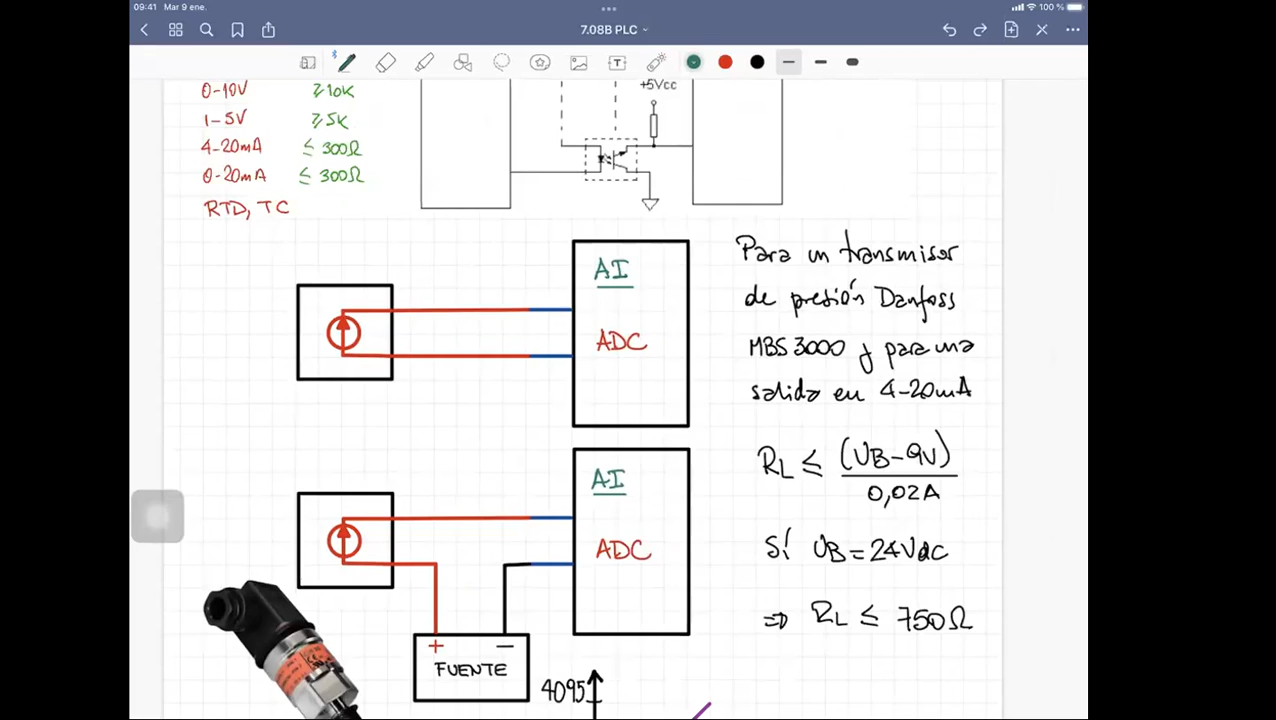 09:41 Mar 9 ene.
100 %
7.08B PLC
T
0-10V ≥10K
1-5V ≥5K
4-20mA ≤ 300Ω
0-20mA ≤ 300Ω
RTD, TC
+5Vcc
AI
ADC
Para un transmisor
de presión Danfoss
MBS 3000 y para una
salida en 4-20mA
RL ≤ (UB-9V)
0,02A
Sí UB = 24Vdc
⇒ RL ≤ 750Ω
AI
ADC
+ −
FUENTE
4095